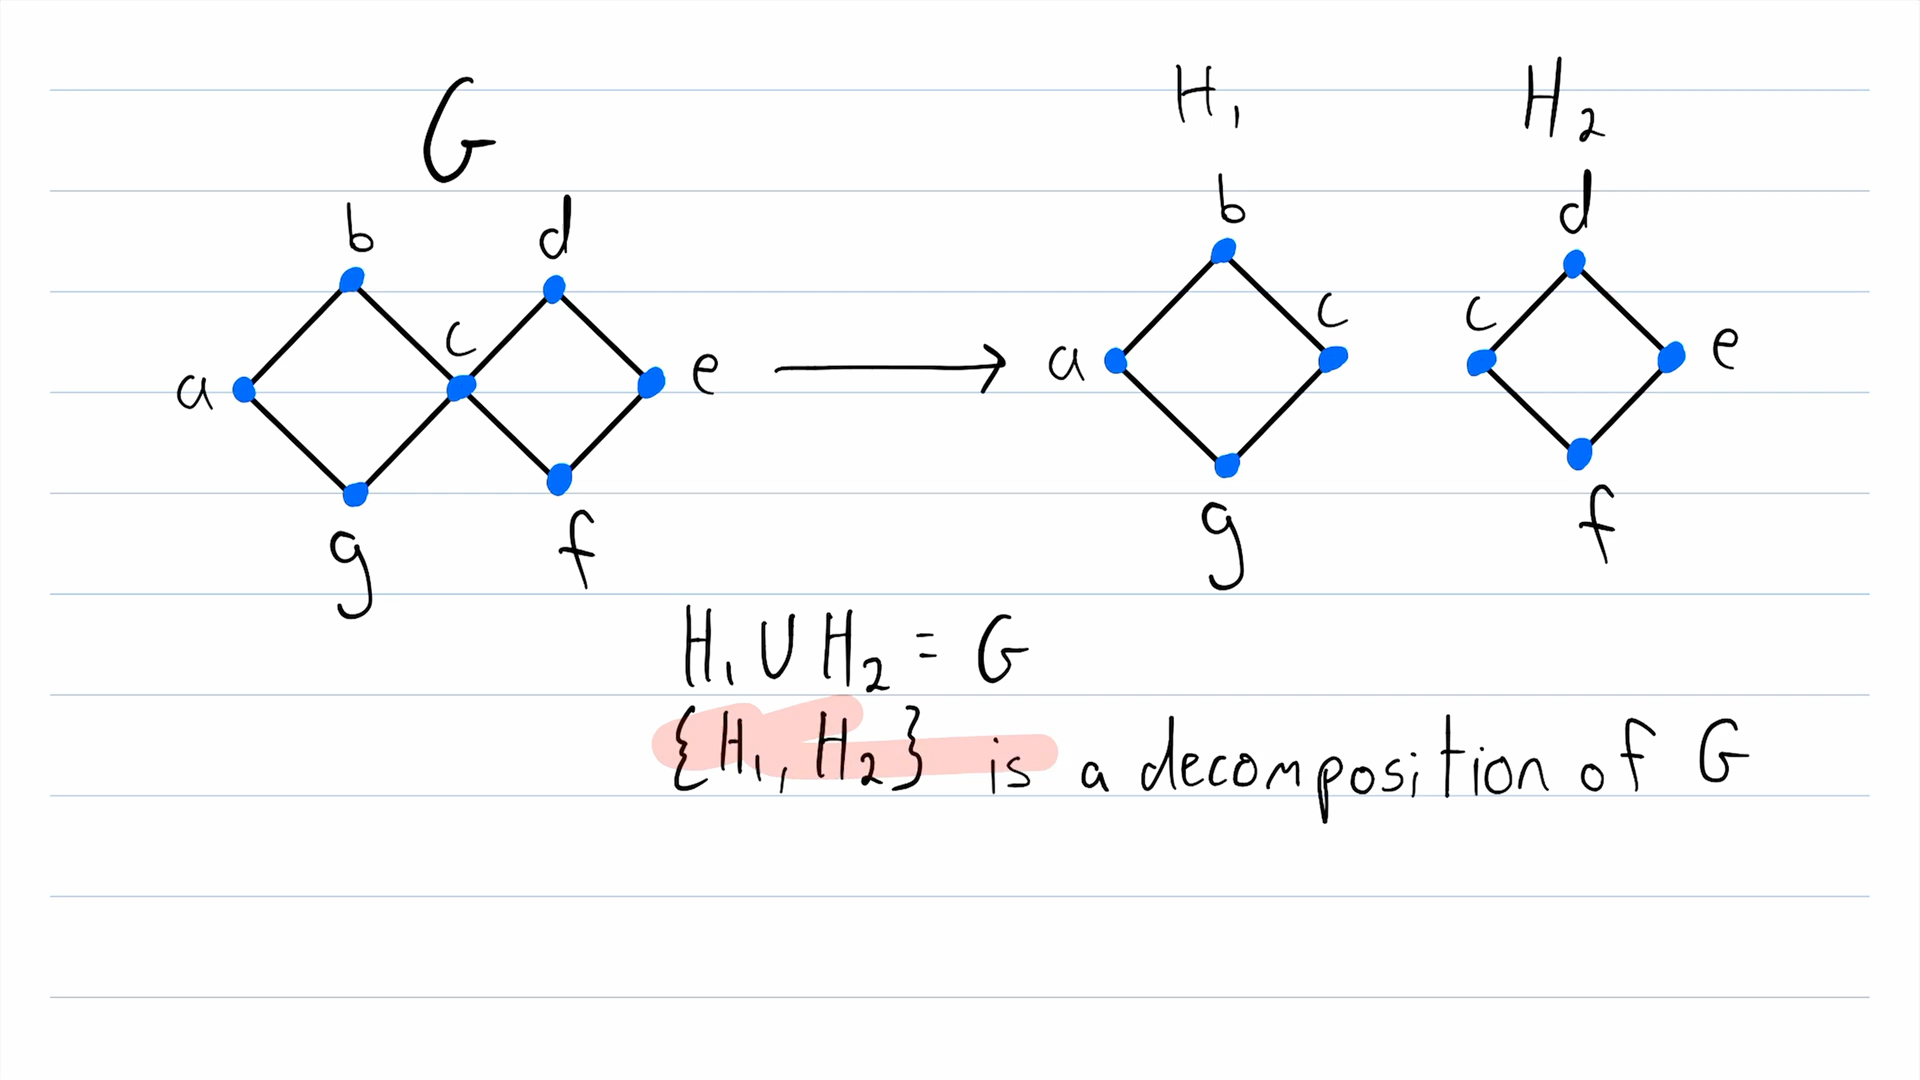 G
H₁ H₂
b d
c
a e
g f
b d
c c
a e
g f
H₁ ∪ H₂ = G
{H₁, H₂} is a decomposition of G